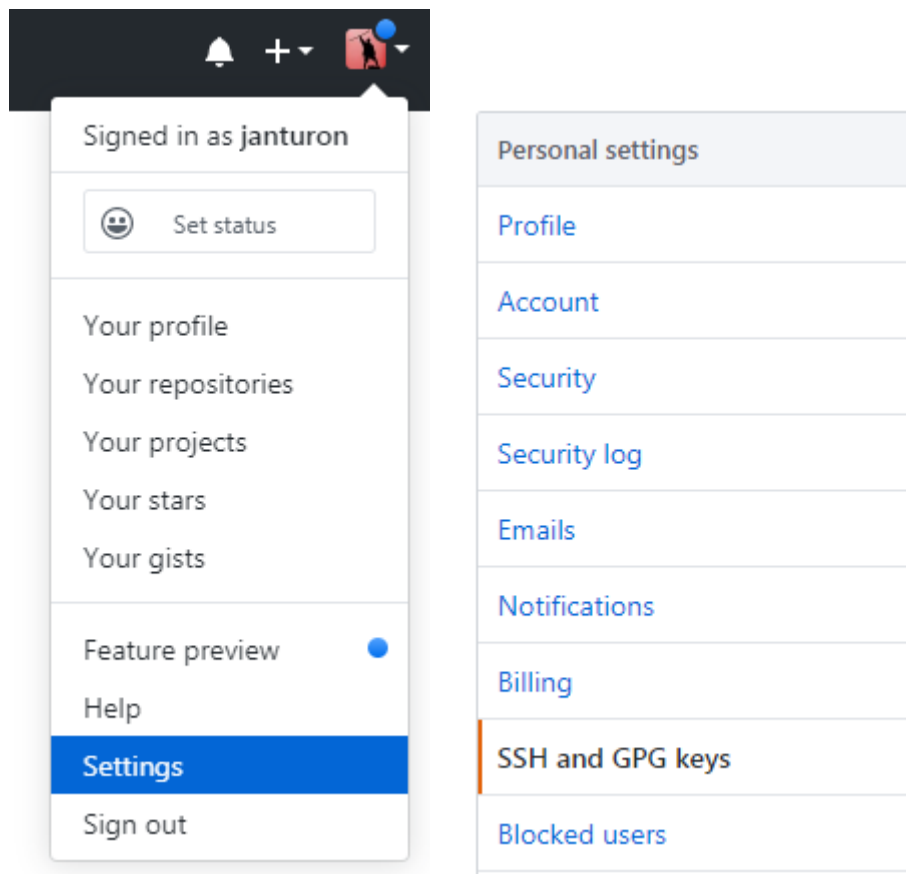 Signed in as janturon
Set status
Your profile
Your repositories
Your projects
Your stars
Your gists
Feature preview
Help
Settings
Sign out
Personal settings
Profile
Account
Security
Security log
Emails
Notifications
Billing
SSH and GPG keys
Blocked users